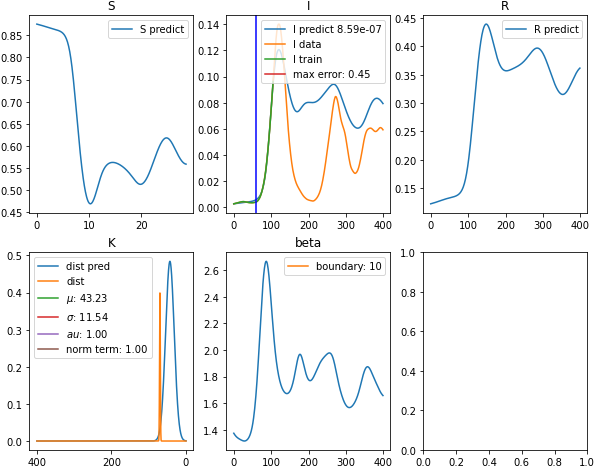 S
S predict
0.85
0.80
0.75
0.70
0.65
0.60
0.55
0.50
0.45
0 10 20
I
I predict 8.59e-07
I data
I train
max error: 0.45
0.14
0.12
0.10
0.08
0.06
0.04
0.02
0.00
0 100 200 300 400
R
R predict
0.45
0.40
0.35
0.30
0.25
0.20
0.15
0 100 200 300 400
K
dist pred
dist
μ: 43.23
σ: 11.54
au: 1.00
norm term: 1.00
0.5
0.4
0.3
0.2
0.1
0.0
400 200 0
beta
boundary: 10
2.6
2.4
2.2
2.0
1.8
1.6
1.4
0 100 200 300 400
1.0
0.8
0.6
0.4
0.2
0.0
0.0 0.2 0.4 0.6 0.8 1.0